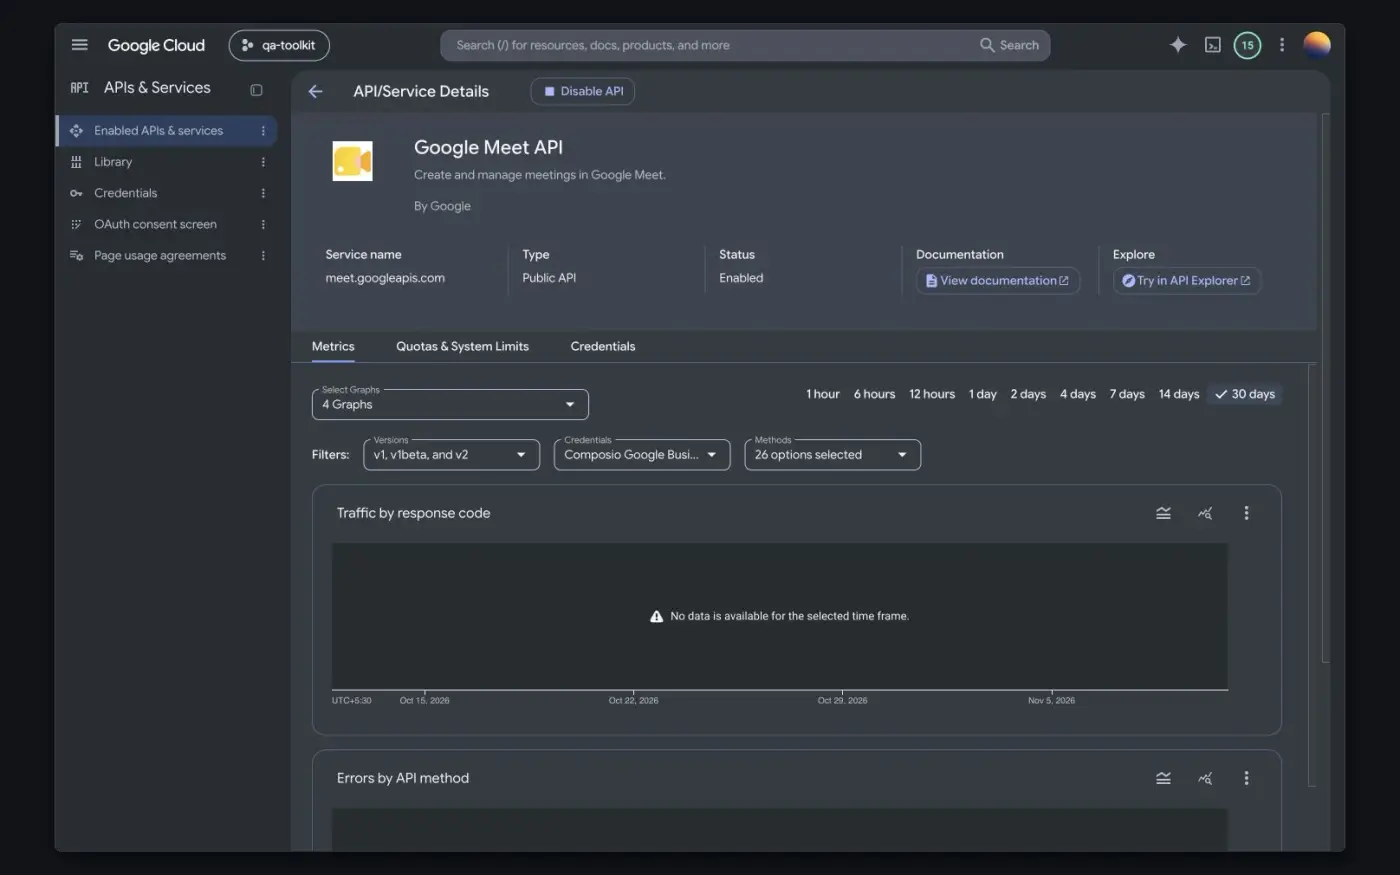 Google Cloud
qa-toolkit
Search (/) for resources, docs, products, and more
Search
15
API
APIs & Services
Enabled APIs & services
Library
Credentials
OAuth consent screen
Page usage agreements
API/Service Details
Disable API
Google Meet API
Create and manage meetings in Google Meet.
By Google
Service name
meet.googleapis.com
Type
Public API
Status
Enabled
Documentation
View documentation
Explore
Try in API Explorer
Metrics
Quotas & System Limits
Credentials
Select Graphs
4 Graphs
1 hour
6 hours
12 hours
1 day
2 days
4 days
7 days
14 days
30 days
Filters:
Versions
v1, v1beta, and v2
Credentials
Composio Google Busi...
Methods
26 options selected
Traffic by response code
No data is available for the selected time frame.
UTC+5:30
Oct 15, 2026
Oct 22, 2026
Oct 29, 2026
Nov 5, 2026
Errors by API method